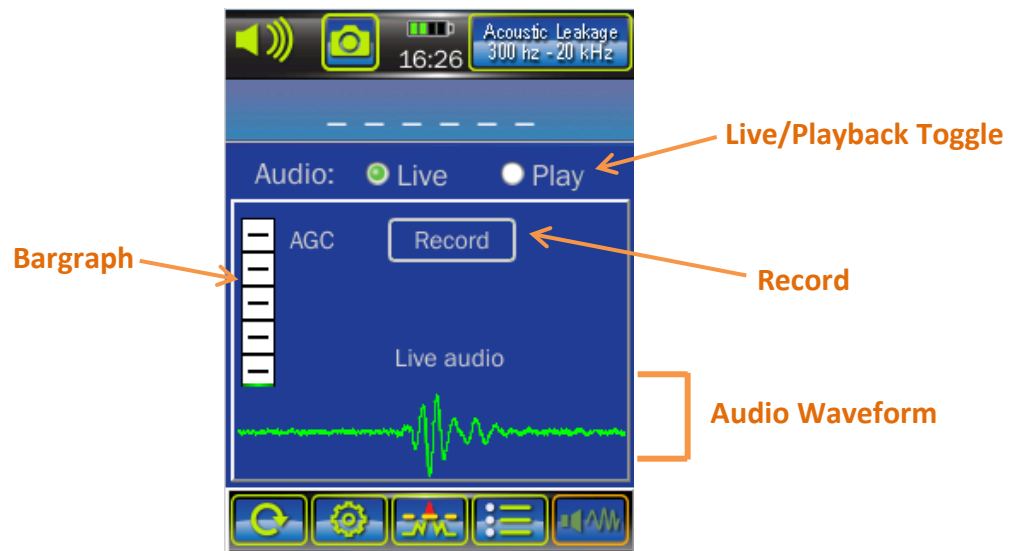 16:26
Acoustic Leakage
300 hz - 20 kHz
_ _ _ _ _ _
Live/Playback Toggle
Audio: Live Play
AGC Record
Bargraph
Record
Live audio
Audio Waveform